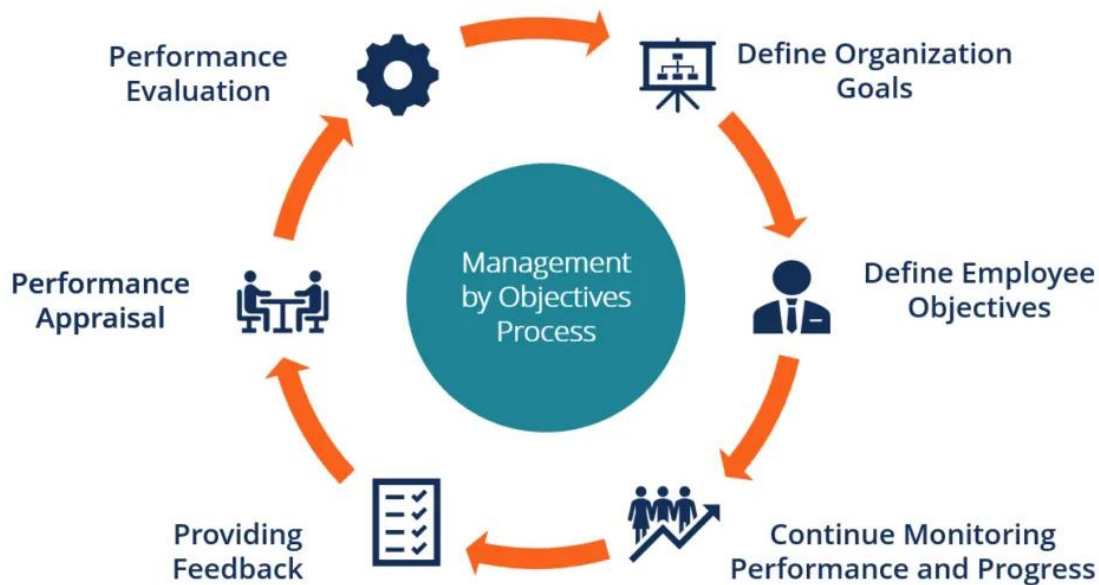 Management
by Objectives
Process
Define Organization
Goals
Define Employee
Objectives
Continue Monitoring
Performance and Progress
Providing
Feedback
Performance
Appraisal
Performance
Evaluation